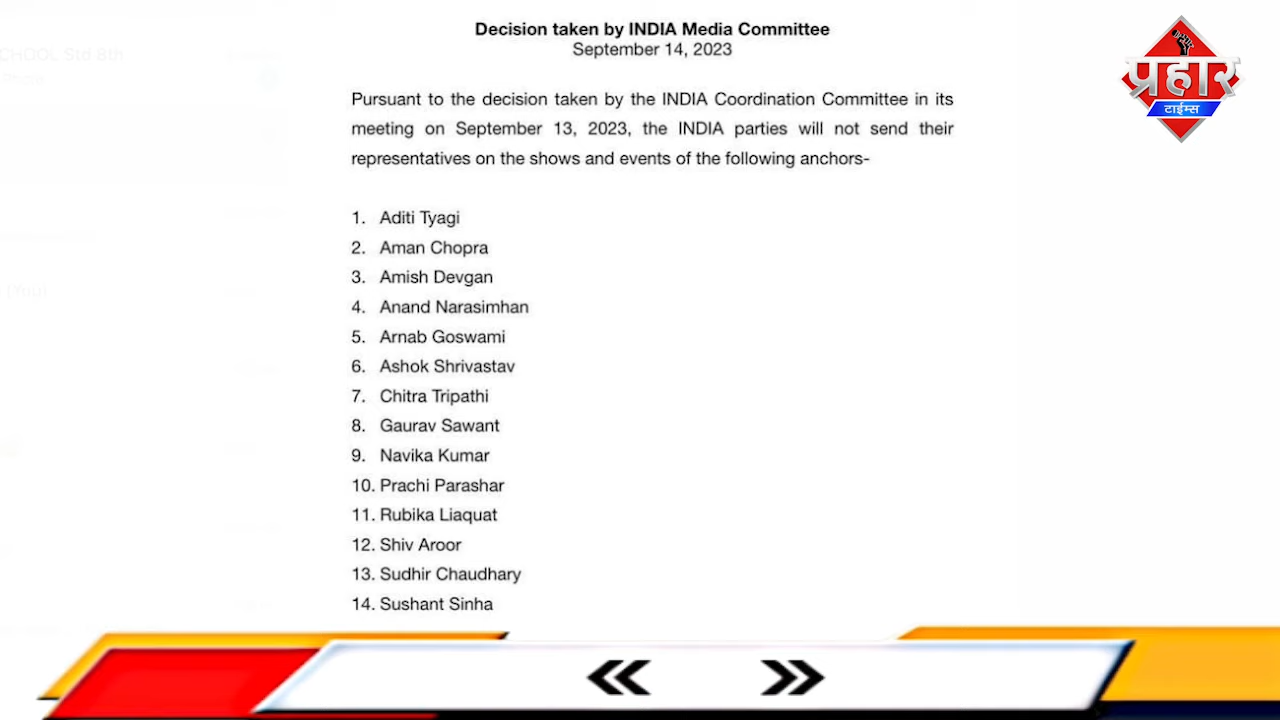 Decision taken by INDIA Media Committee
September 14, 2023
प्रहार
टाईम्स
Pursuant to the decision taken by the INDIA Coordination Committee in its
meeting on September 13, 2023, the INDIA parties will not send their
representatives on the shows and events of the following anchors-
1. Aditi Tyagi
2. Aman Chopra
3. Amish Devgan
4. Anand Narasimhan
5. Arnab Goswami
6. Ashok Shrivastav
7. Chitra Tripathi
8. Gaurav Sawant
9. Navika Kumar
10. Prachi Parashar
11. Rubika Liaquat
12. Shiv Aroor
13. Sudhir Chaudhary
14. Sushant Sinha